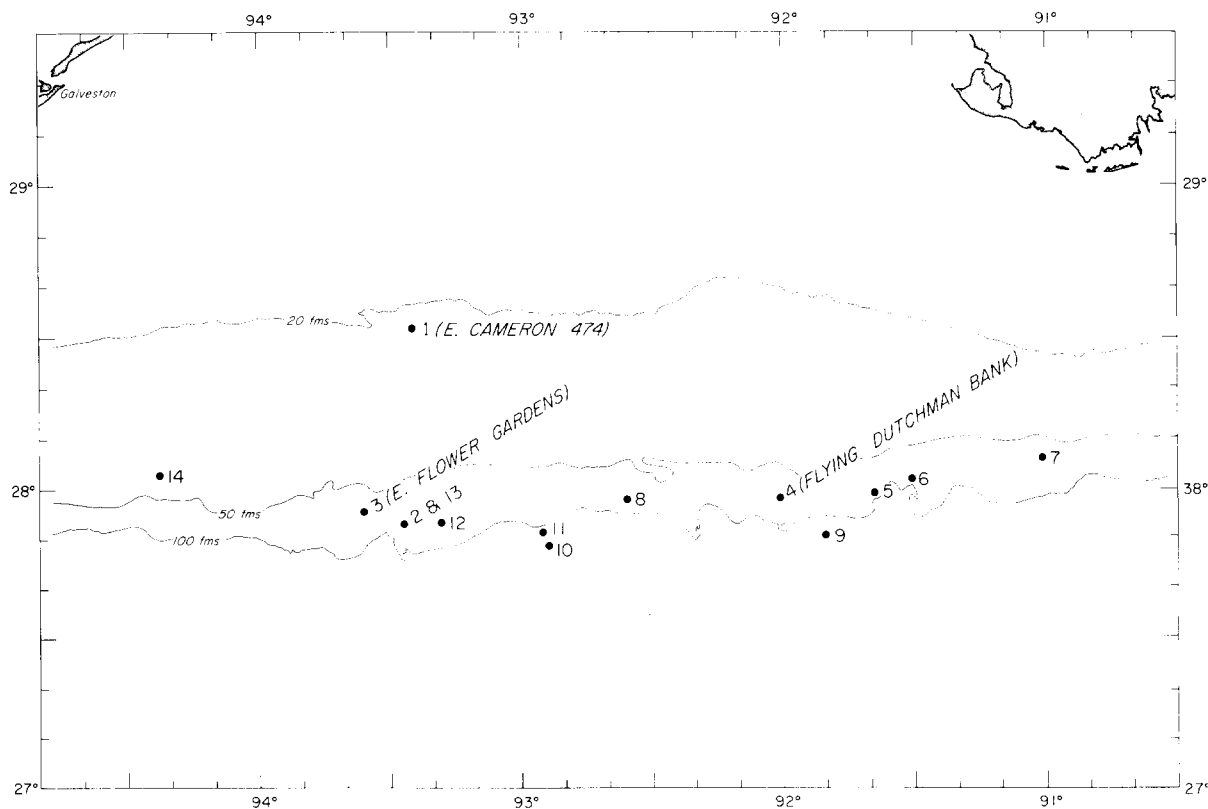 94° 93° 92° 91°
Galveston
29° 29°
20 fms
1 (E. CAMERON 474)
3 (E. FLOWER GARDENS)
4 (FLYING DUTCHMAN BANK)
14
2 & 13
12
11
10
8
5
6
7
9
28° 38°
50 fms
100 fms
27° 27°
94° 93° 92° 91°